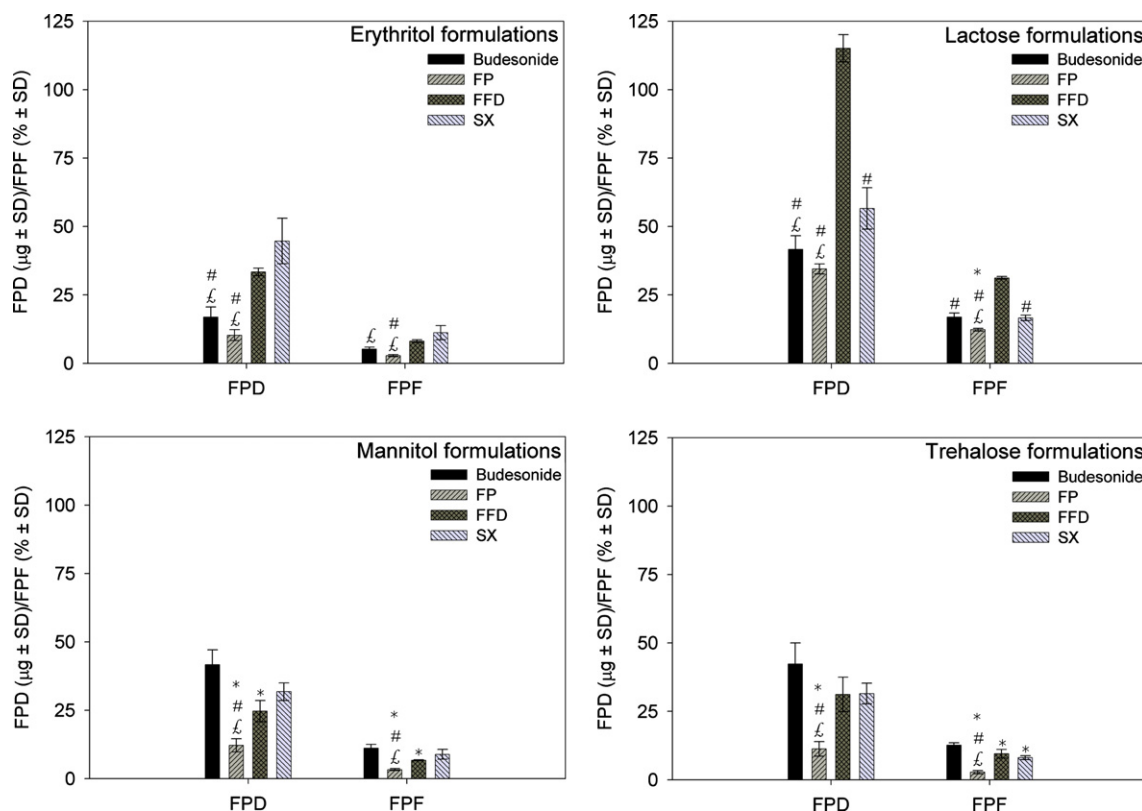 Erythritol formulations
Budesonide
FP
FFD
SX
FPD (µg ± SD)/FPF (% ± SD)
125
100
75
50
25
0
#
£
#
£
£
#
£
FPD
FPF
Lactose formulations
Budesonide
FP
FFD
SX
FPD (µg ± SD)/FPF (% ± SD)
125
100
75
50
25
0
#
£
#
£
#
#
*
#
£
#
FPD
FPF
Mannitol formulations
Budesonide
FP
FFD
SX
FPD (µg ± SD)/FPF (% ± SD)
125
100
75
50
25
0
*
#
£
*
*
#
£
*
FPD
FPF
Trehalose formulations
Budesonide
FP
FFD
SX
FPD (µg ± SD)/FPF (% ± SD)
125
100
75
50
25
0
*
#
£
*
#
£
*
*
FPD
FPF